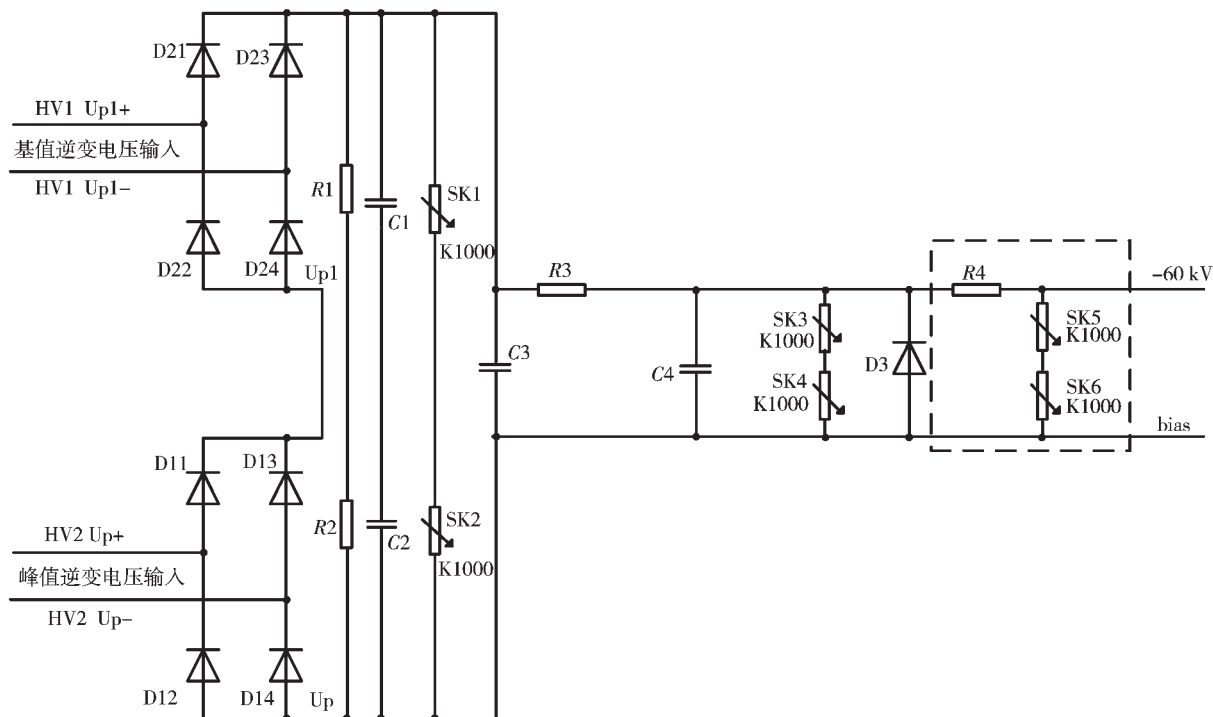 D21
D23
HV1 Up1+
基值逆变电压输入
HV1 Up1-
R1
C1
SK1
K1000
D22
D24
Up1
R3
R4
-60 kV
SK3
K1000
SK5
K1000
C3
C4
D3
SK4
K1000
SK6
K1000
bias
D11
D13
HV2 Up+
R2
C2
SK2
K1000
峰值逆变电压输入
HV2 Up-
D12
D14
Up